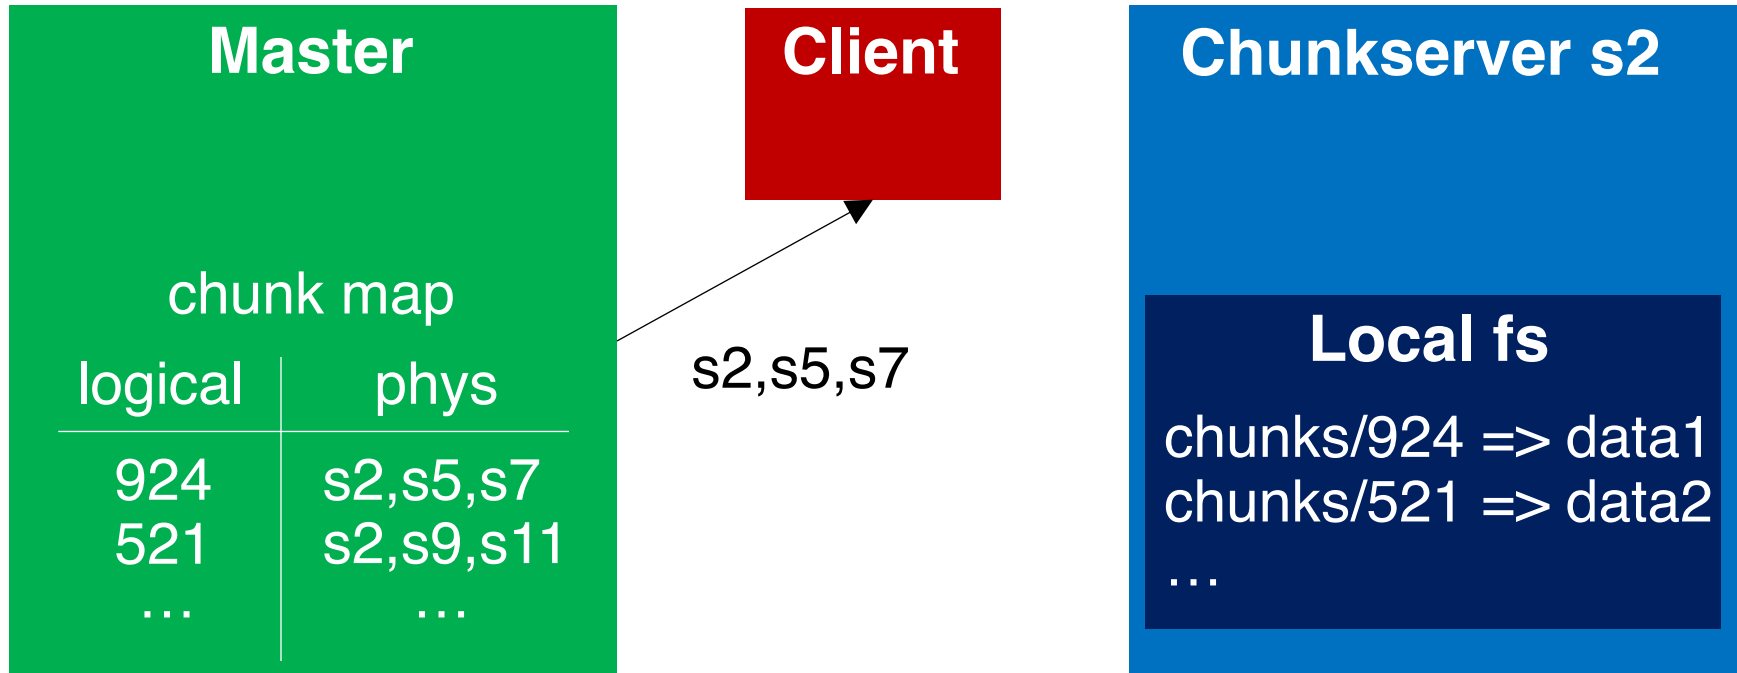 Master
chunk map
logical phys
924 s2,s5,s7
521 s2,s9,s11
… …
Client
s2,s5,s7
Chunkserver s2
Local fs
chunks/924 => data1
chunks/521 => data2
…